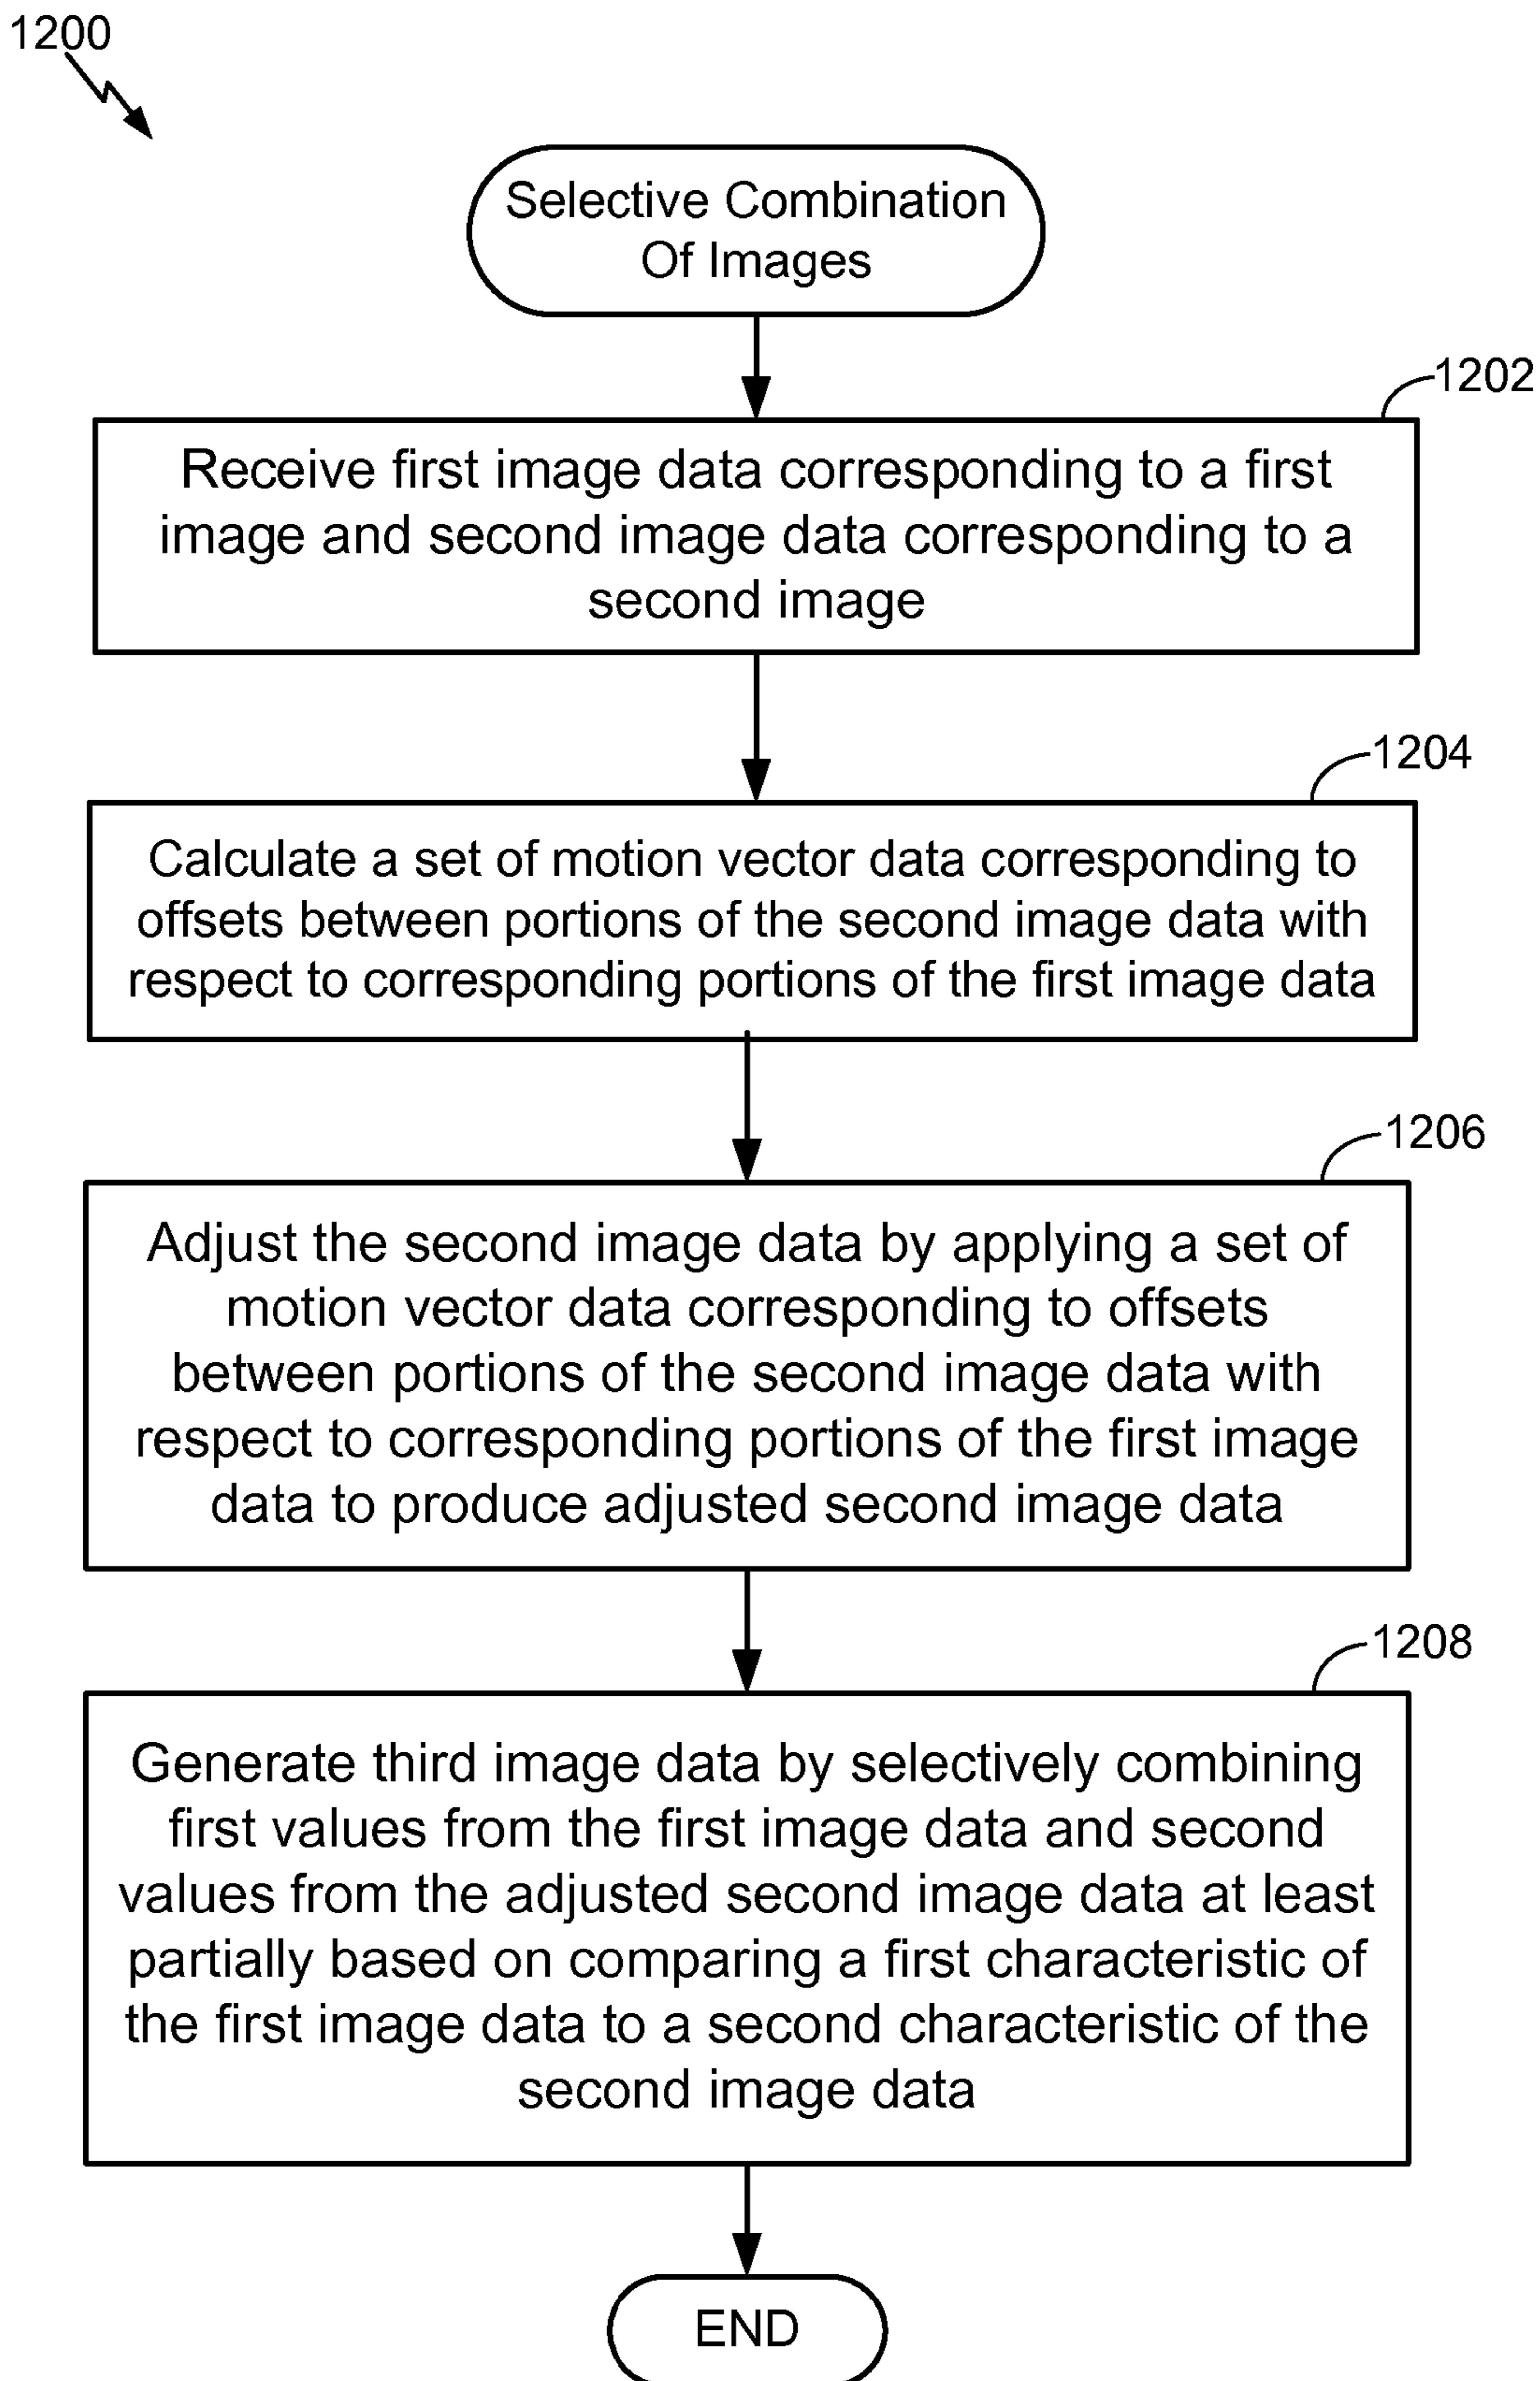 1200
Selective Combination
Of Images
1202
Receive first image data corresponding to a first
image and second image data corresponding to a
second image
1204
Calculate a set of motion vector data corresponding to
offsets between portions of the second image data with
respect to corresponding portions of the first image data
1206
Adjust the second image data by applying a set of
motion vector data corresponding to offsets
between portions of the second image data with
respect to corresponding portions of the first image
data to produce adjusted second image data
1208
Generate third image data by selectively combining
first values from the first image data and second
values from the adjusted second image data at least
partially based on comparing a first characteristic of
the first image data to a second characteristic of the
second image data
END